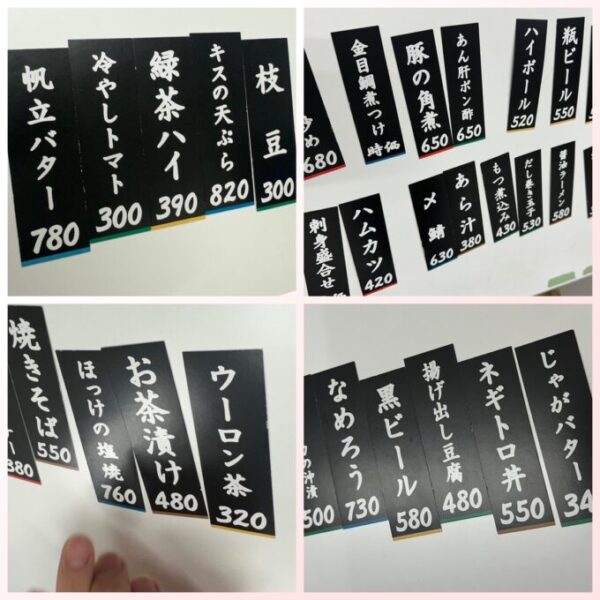 帆立バター 780
冷やしトマト 300
緑茶ハイ 390
キスの天ぷら 820
枝豆 300
680
金目鯛煮つけ 時価
豚の角煮 650
あん肝ポン酢 650
ハイボール 520
瓶ビール 550
刺身盛合せ
ハムカツ 420
〆鯖 630
あら汁 380
もつ煮込み 430
だし巻き玉子 530
醤油ラーメン 580
380
焼きそば 550
ほっけの塩焼 760
お茶漬け 480
ウーロン茶 320
の沖漬 500
なめろう 730
黒ビール 580
揚げ出し豆腐 480
ネギトロ丼 550
じゃがバター 34